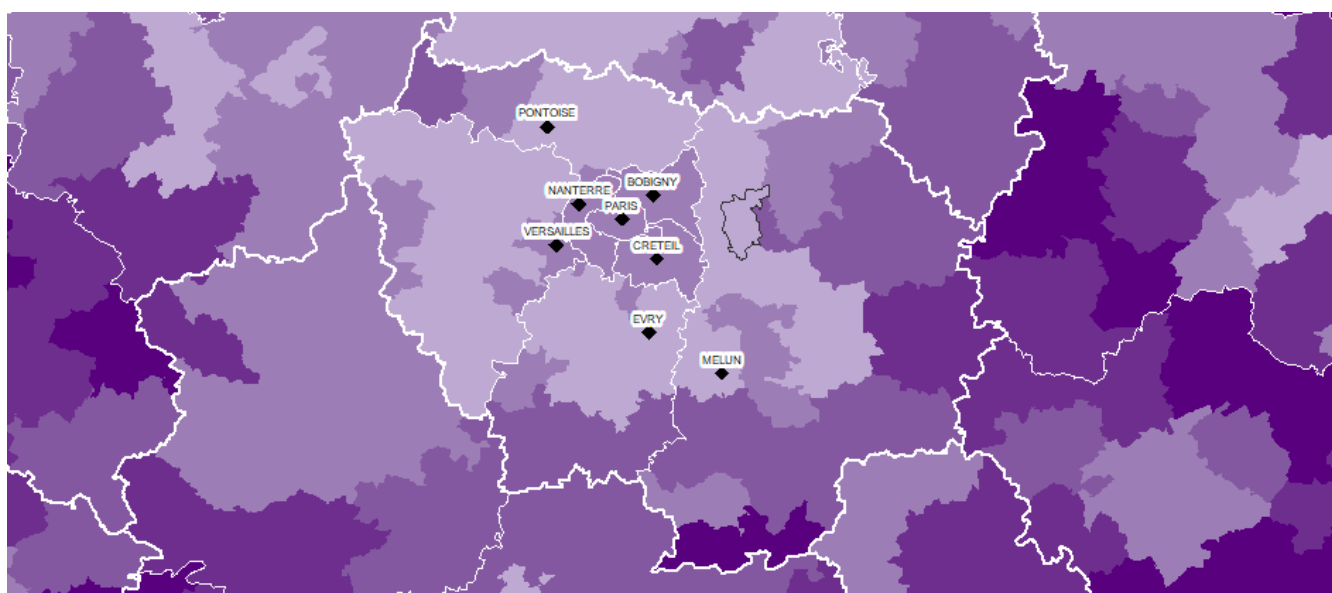 PONTOISE
NANTERRE
BOBIGNY
PARIS
VERSAILLES
CRETEIL
EVRY
MELUN